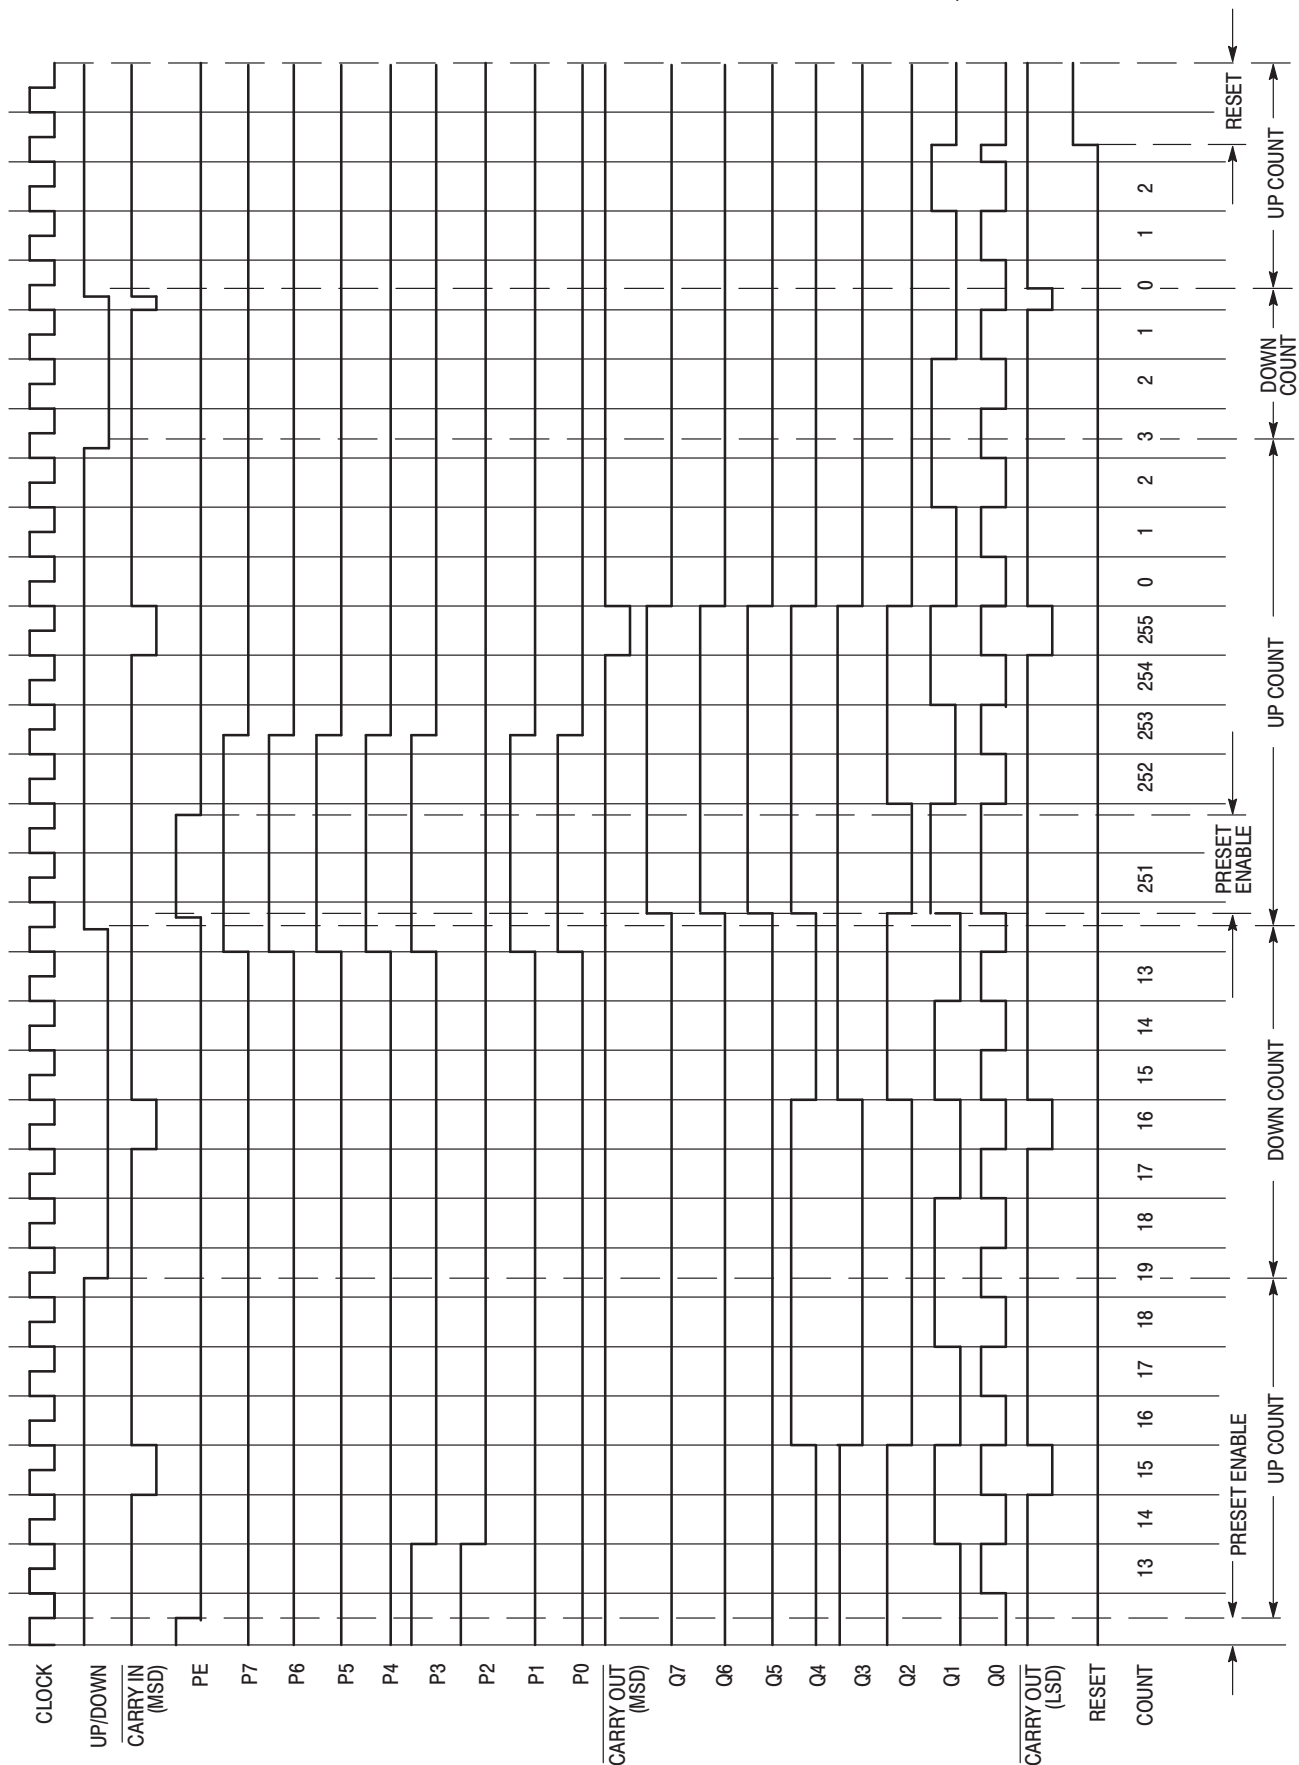 CLOCK
UP/DOWN
CARRY IN
(MSD)
PE
P7
P6
P5
P4
P3
P2
P1
P0
CARRY OUT
(MSD)
Q7
Q6
Q5
Q4
Q3
Q2
Q1
Q0
CARRY OUT
(LSD)
RESET
COUNT
13 14 15 16 17 18 19 18 17 16 15 14 13 251 252 253 254 255 0 1 2 3 2 1 0 1 2
PRESET ENABLE
PRESET
ENABLE
RESET
UP COUNT
DOWN COUNT
UP COUNT
DOWN
COUNT
UP COUNT